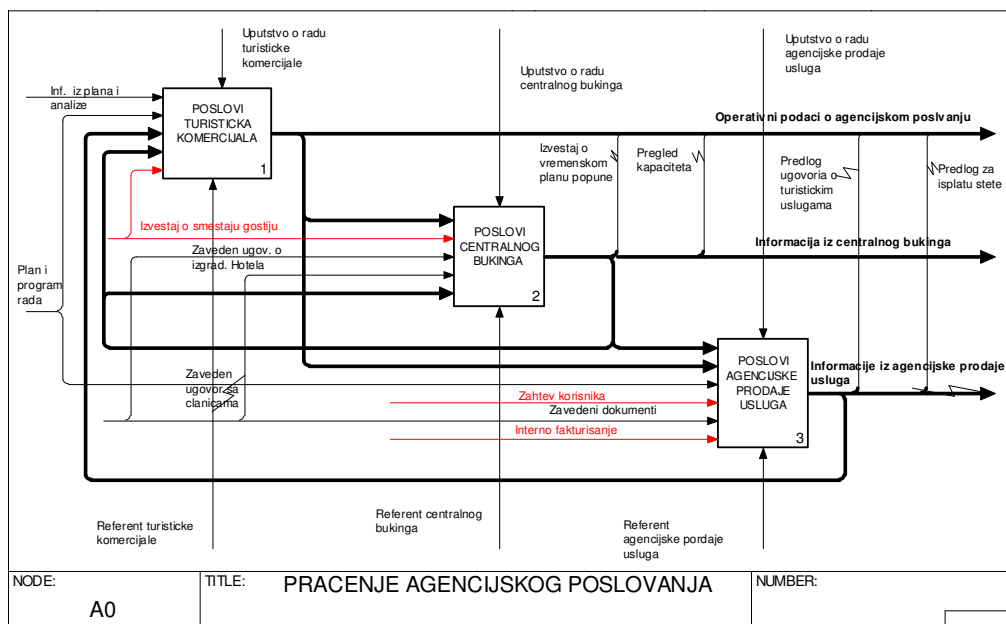 Uputstvo o radu
turisticke
komercijale
Uputstvo o radu
centralnog bukinga
Uputstvo o radu
agencijske prodaje
usluga
Inf. iz plana i
analize
POSLOVI
TURISTICKA
KOMERCIJALA
1
Operativni podaci o agencijskom poslvanju
Izvestaj o
vremenskom
planu popune
Pregled
kapaciteta
Predlog
ugovoria o
turistickim
uslugama
Predlog za
isplatu stete
Izvestaj o smestaju gostiju
POSLOVI
CENTRALNOG
BUKINGA
2
Zaveden ugov. o
izgrad. Hotela
Informacija iz centralnog bukinga
Plan i
program
rada
POSLOVI
AGENCIJSKE
PRODAJE
USLUGA
3
Informacije iz agencijske prodaje
usluga
Zaveden
ugovor sa
clanicama
Zahtev korisnika
Zavedeni dokumenti
Interno fakturisanje
Referent turisticke
komercijale
Referent centralnog
bukinga
Referent
agencijske pordaje
usluga
NODE:
A0
TITLE:
PRACENJE AGENCIJSKOG POSLOVANJA
NUMBER: